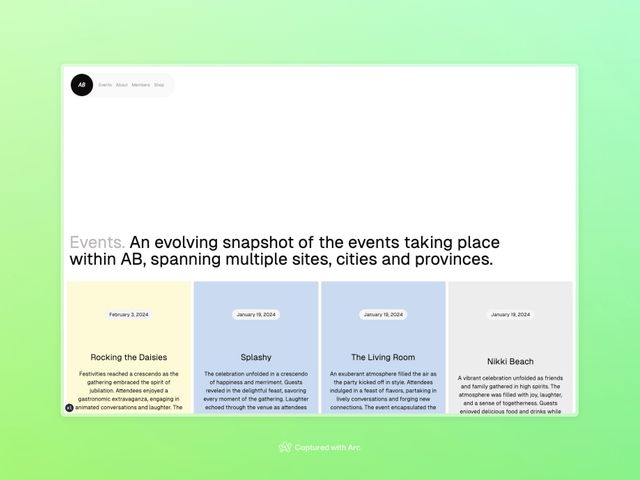 AB
Events About Members Shop
Events. An evolving snapshot of the events taking place
within AB, spanning multiple sites, cities and provinces.
February 3, 2024
Rocking the Daisies
Festivities reached a crescendo as the
gathering embraced the spirit of
jubilation. Attendees enjoyed a
gastronomic extravaganza, engaging in
animated conversations and laughter. The
January 19, 2024
Splashy
The celebration unfolded in a crescendo
of happiness and merriment. Guests
reveled in the delightful feast, savoring
every moment of the gathering. Laughter
echoed through the venue as attendees
January 19, 2024
The Living Room
An exuberant atmosphere filled the air as
the party kicked off in style. Attendees
indulged in a feast of flavors, partaking in
lively conversations and forging new
connections. The event encapsulated the
January 19, 2024
Nikki Beach
A vibrant celebration unfolded as friends
and family gathered in high spirits. The
atmosphere was filled with joy, laughter,
and a sense of togetherness. Guests
enjoyed delicious food and drinks while
Captured with Arc